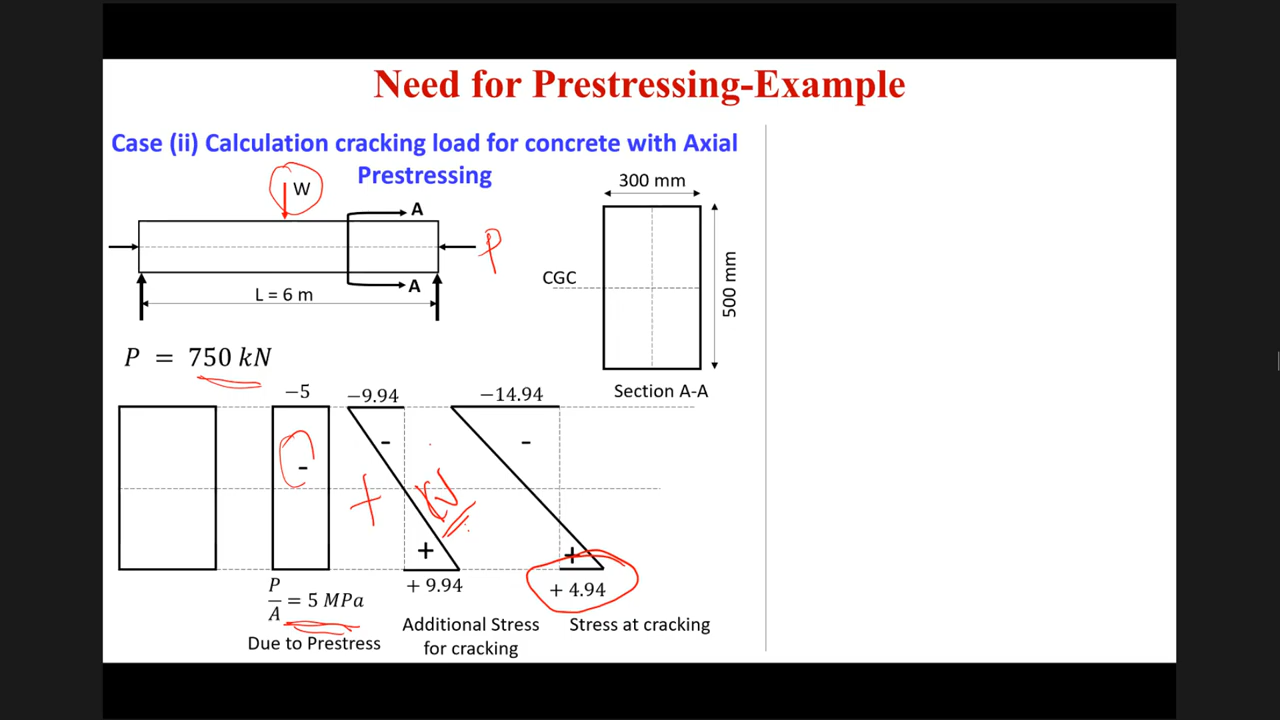 Need for Prestressing-Example
Case (ii) Calculation cracking load for concrete with Axial
Prestressing
W
A
P
A
L = 6 m
300 mm
CGC
500 mm
Section A-A
P = 750 kN
−5
−9.94
−14.94
-
-
-
+
+
+
+ 9.94
+ 4.94
P/A = 5 MPa
Due to Prestress
Additional Stress
for cracking
Stress at cracking